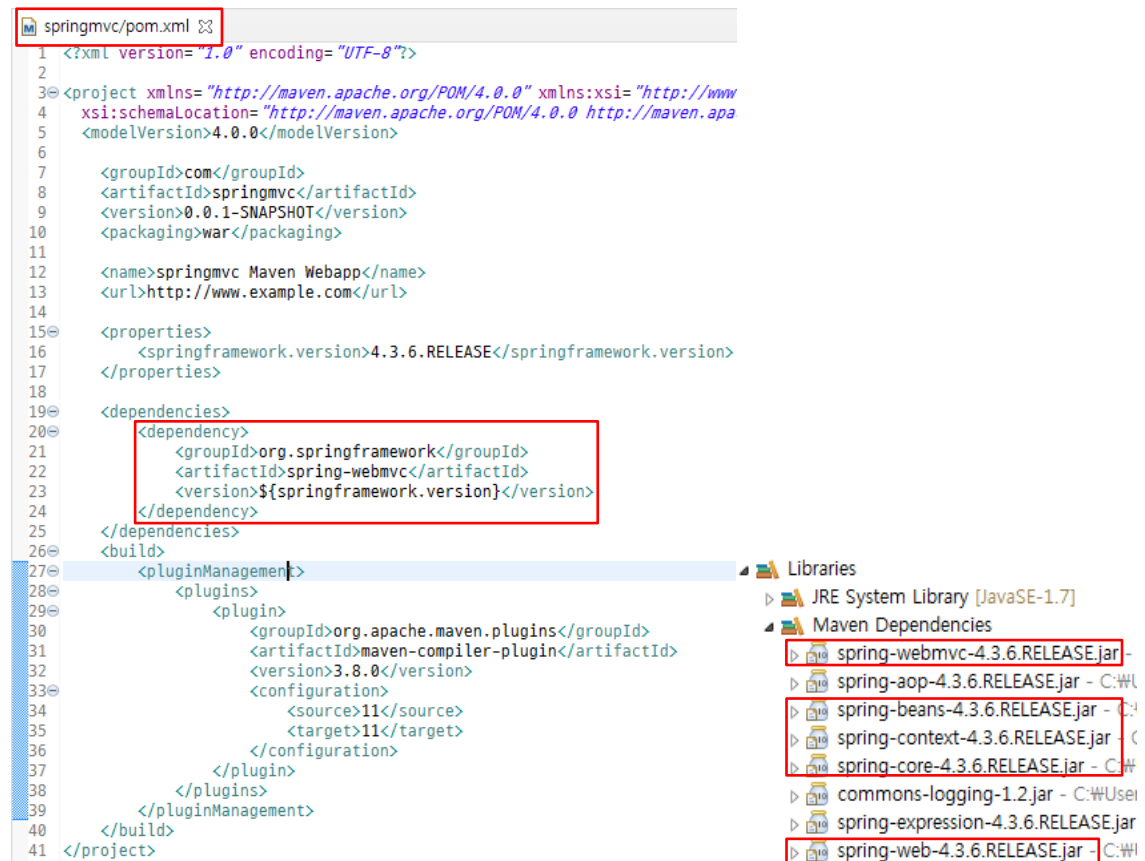 springmvc/pom.xml
1 <?xml version="1.0" encoding="UTF-8"?>
2
3 <project xmlns="http://maven.apache.org/POM/4.0.0" xmlns:xsi="http://www
4 xsi:schemaLocation="http://maven.apache.org/POM/4.0.0 http://maven.apa
5 <modelVersion>4.0.0</modelVersion>
6
7 <groupId>com</groupId>
8 <artifactId>springmvc</artifactId>
9 <version>0.0.1-SNAPSHOT</version>
10 <packaging>war</packaging>
11
12 <name>springmvc Maven Webapp</name>
13 <url>http://www.example.com</url>
14
15 <properties>
16 <springframework.version>4.3.6.RELEASE</springframework.version>
17 </properties>
18
19 <dependencies>
20 <dependency>
21 <groupId>org.springframework</groupId>
22 <artifactId>spring-webmvc</artifactId>
23 <version>${springframework.version}</version>
24 </dependency>
25 </dependencies>
26 <build>
27 <pluginManagement>
28 <plugins>
29 <plugin>
30 <groupId>org.apache.maven.plugins</groupId>
31 <artifactId>maven-compiler-plugin</artifactId>
32 <version>3.8.0</version>
33 <configuration>
34 <source>11</source>
35 <target>11</target>
36 </configuration>
37 </plugin>
38 </plugins>
39 </pluginManagement>
40 </build>
41 </project>
Libraries
JRE System Library [JavaSE-1.7]
Maven Dependencies
spring-webmvc-4.3.6.RELEASE.jar -
spring-aop-4.3.6.RELEASE.jar - C:₩U
spring-beans-4.3.6.RELEASE.jar - C:₩
spring-context-4.3.6.RELEASE.jar - C
spring-core-4.3.6.RELEASE.jar - C:₩
commons-logging-1.2.jar - C:₩User
spring-expression-4.3.6.RELEASE.jar
spring-web-4.3.6.RELEASE.jar - C:₩U